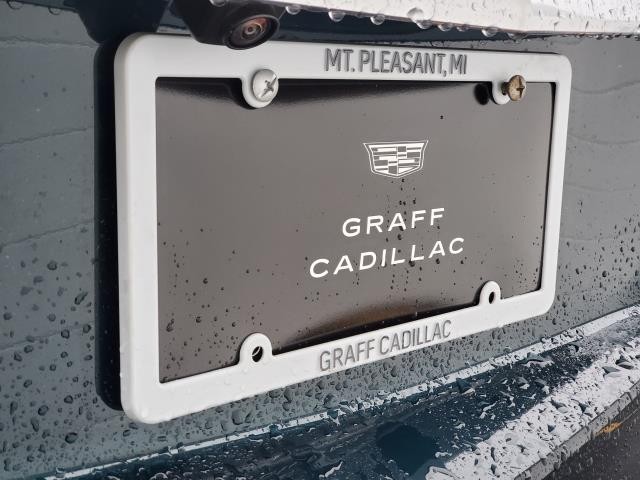 MT. PLEASANT, MI
GRAFF
CADILLAC
GRAFF CADILLAC